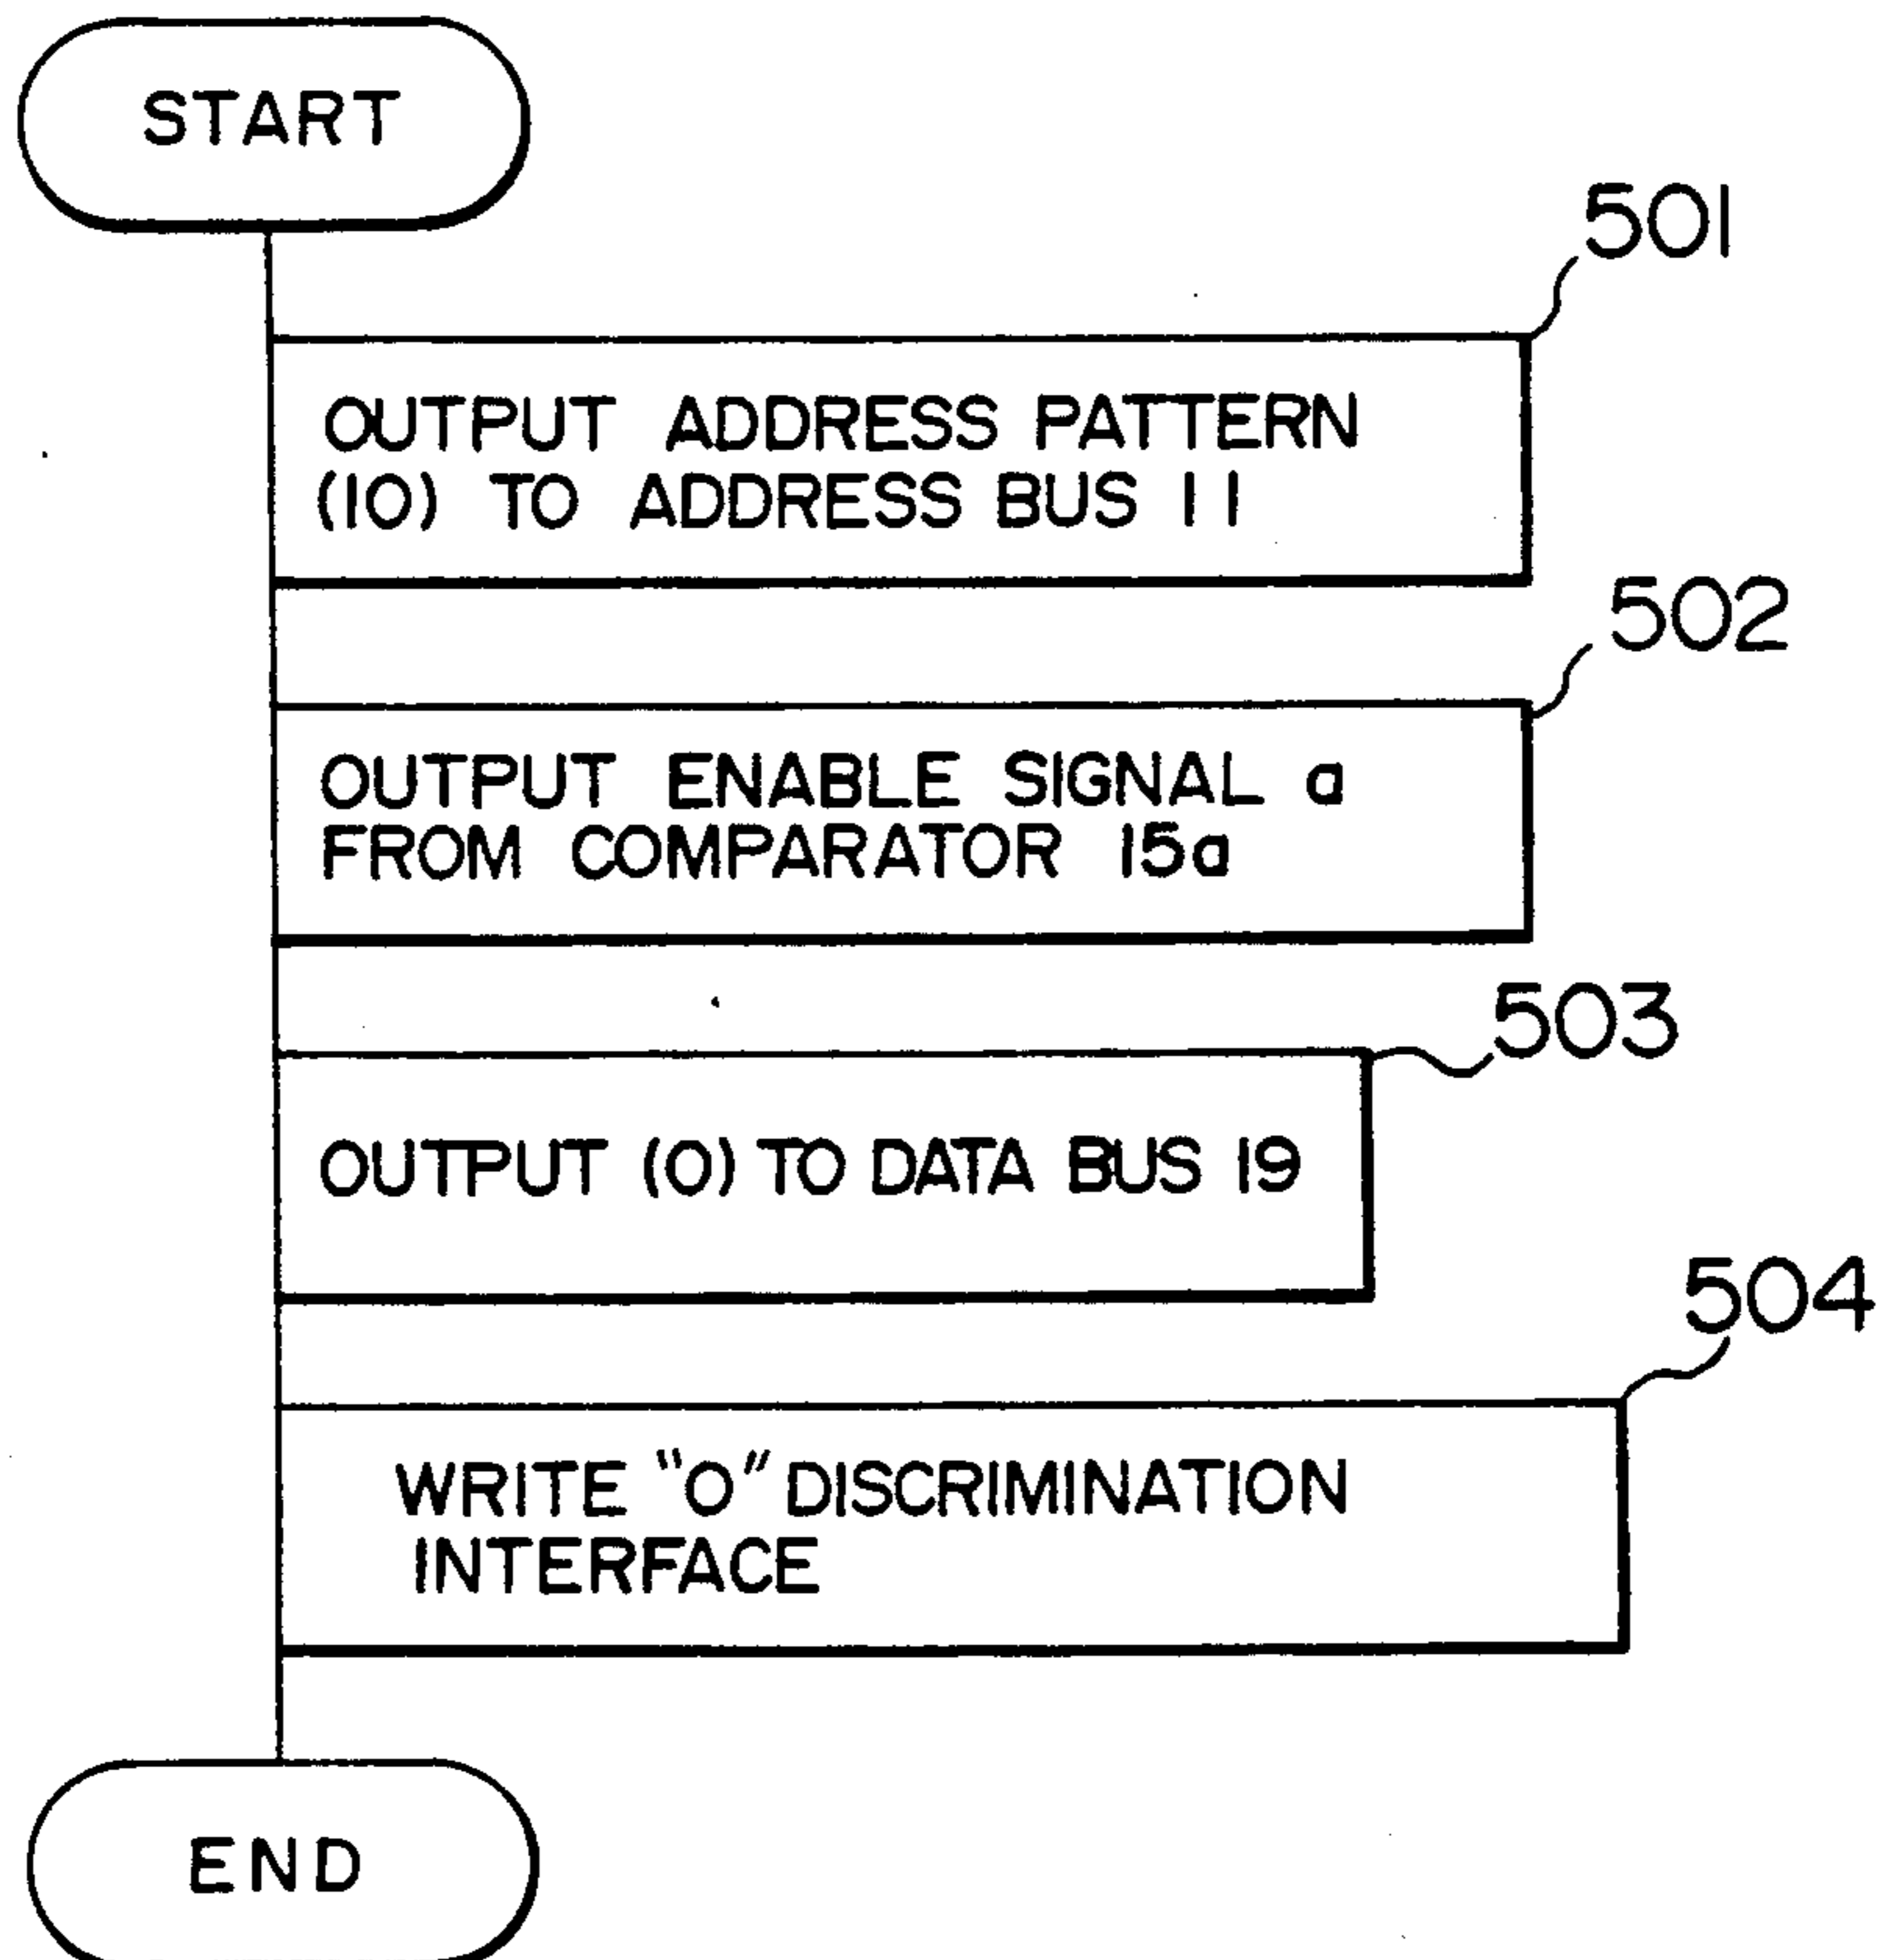 START
501
OUTPUT ADDRESS PATTERN
(10) TO ADDRESS BUS 11
502
OUTPUT ENABLE SIGNAL a
FROM COMPARATOR 15a
503
OUTPUT (0) TO DATA BUS 19
504
WRITE "0" DISCRIMINATION
INTERFACE
END